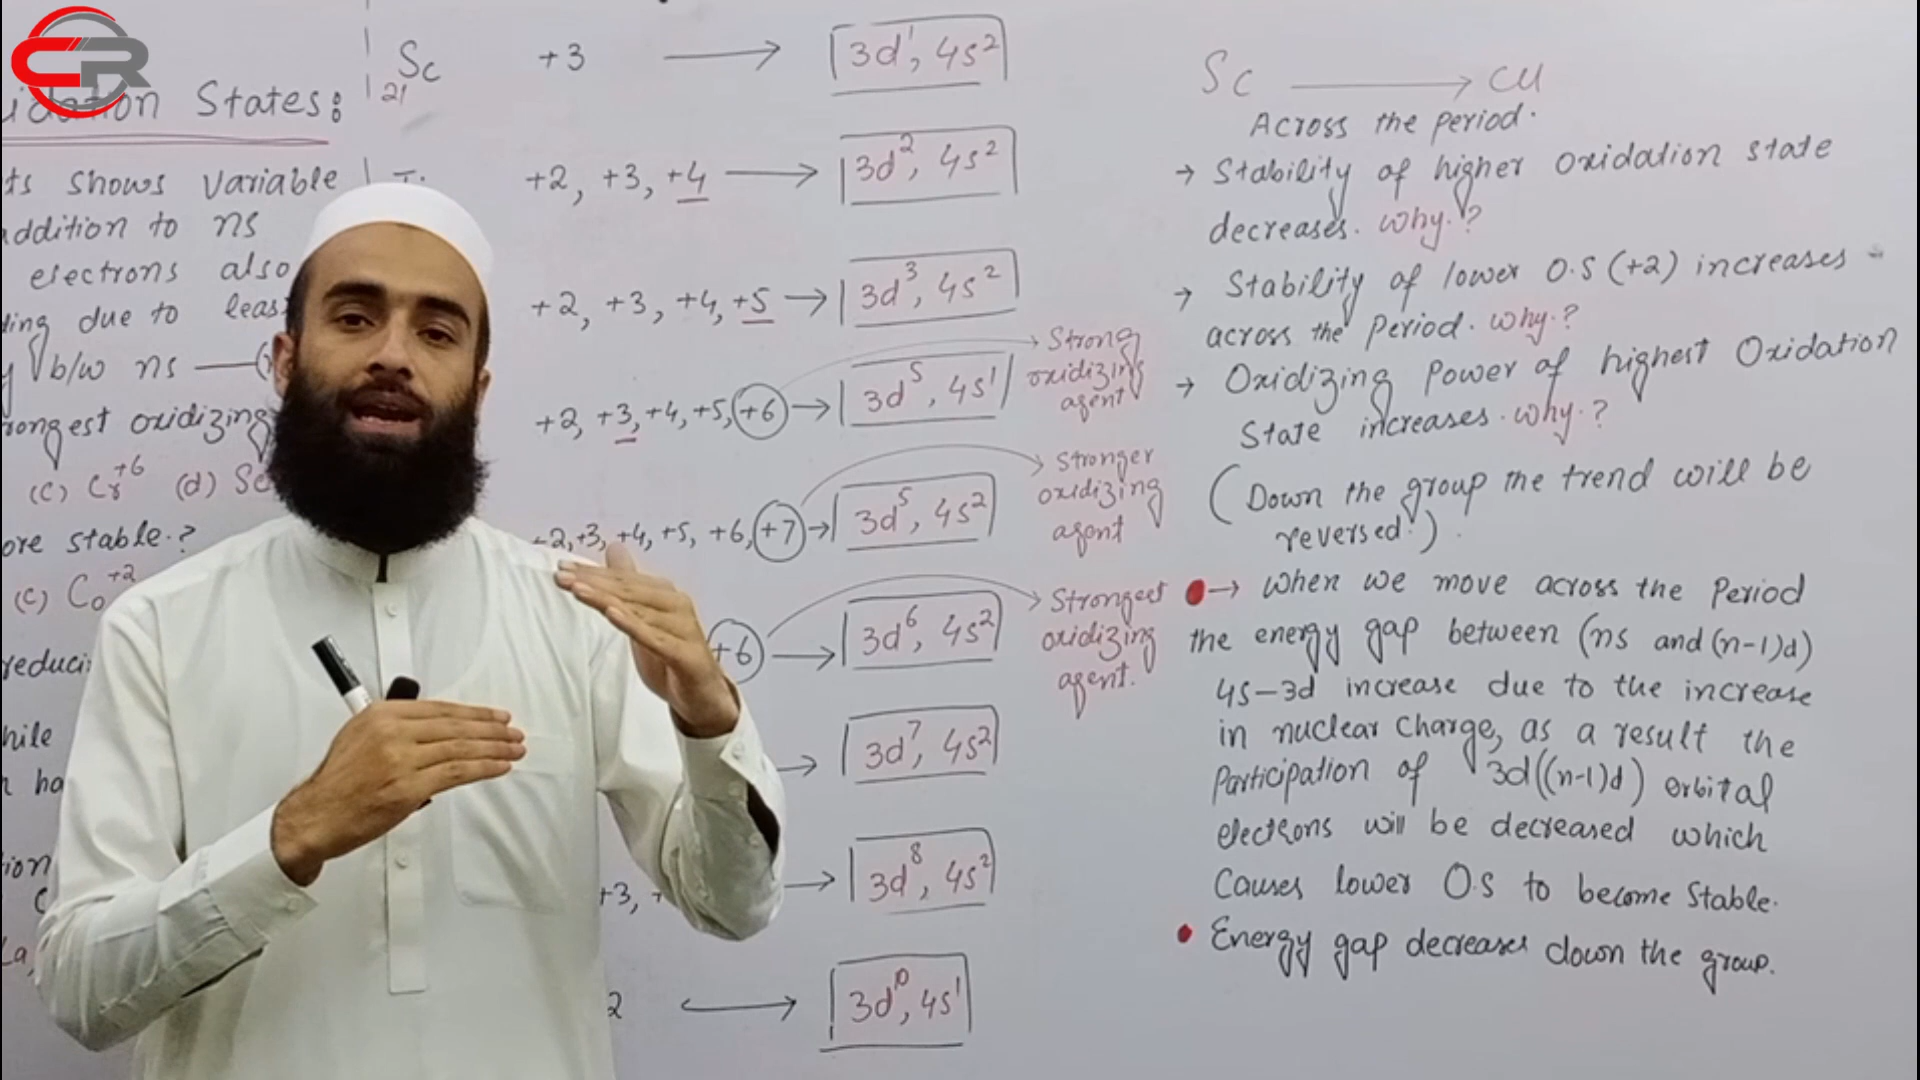 CR
idation States:
ts shows variable
addition to ns
electrons also
ding due to leas
b/w ns
rongest oxidizing
(c) Cr+6 (d) Sc
ore stable.?
(c) Co+2
reduci
hile
n ha
tion
C
La,
Sc
21
+3 → 3d1, 4s2
+2, +3, +4 → 3d2, 4s2
+2, +3, +4, +5 → 3d3, 4s2
+2, +3, +4, +5, +6 → 3d5, 4s1
Strong
oxidizing
agent
+2, +3, +4, +5, +6, +7 → 3d5, 4s2
Stronger
oxidizing
agent
+6 → 3d6, 4s2
Strongest
oxidizing
agent.
→ 3d7, 4s2
+3, → 3d8, 4s2
2 → 3d10, 4s1
Sc → Cu
Across the period.
→ Stability of higher oxidation state
decreases. why.?
→ Stability of lower O.S (+2) increases
across the Period. why.?
→ Oxidizing Power of highest Oxidation
State increases. why.?
(Down the group the trend will be
reversed.).
→ When we move across the Period
the energy gap between (ns and (n-1)d)
4s-3d increase due to the increase
in nuclear charge, as a result the
Participation of 3d((n-1)d) orbital
electrons will be decreased which
Causes lower O.S to become Stable.
Energy gap decreases down the group.